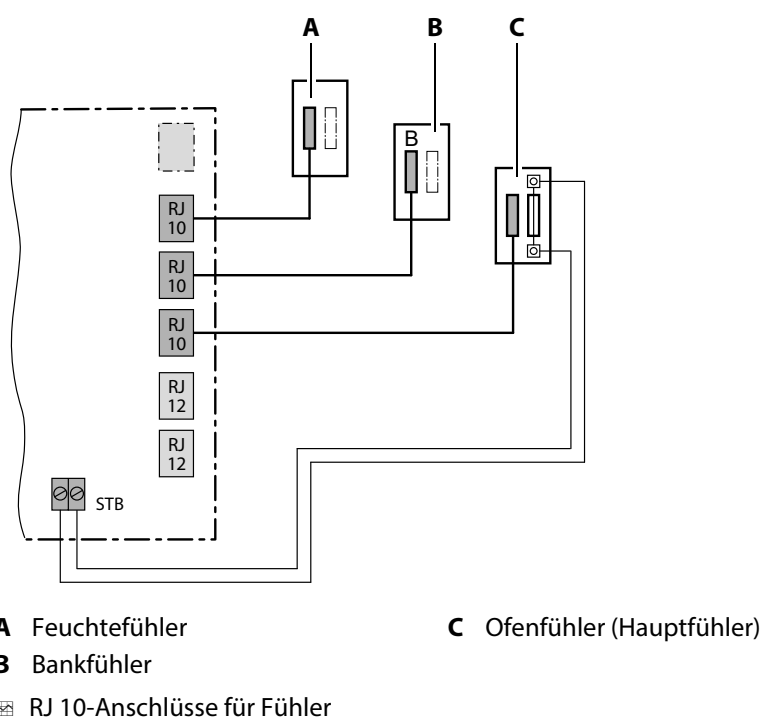 A B C
B
RJ
10
RJ
10
RJ
10
RJ
12
RJ
12
STB
A Feuchtefühler
C Ofenfühler (Hauptfühler)
B Bankfühler
RJ 10-Anschlüsse für Fühler